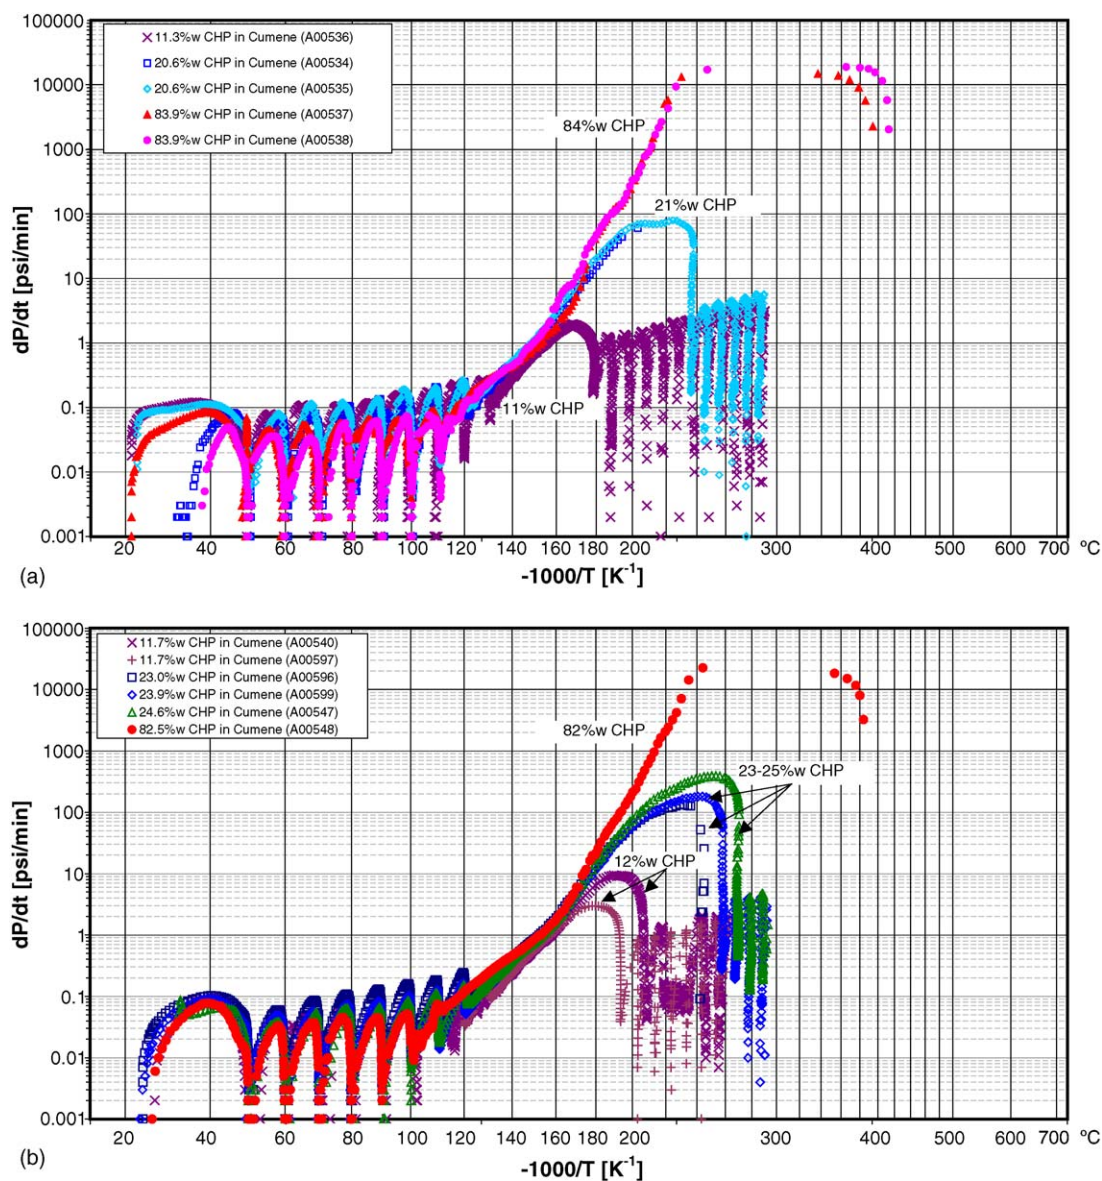 100000
10000
1000
100
10
1
0.1
0.01
0.001
dP/dt [psi/min]
11.3%w CHP in Cumene (A00536)
20.6%w CHP in Cumene (A00534)
20.6%w CHP in Cumene (A00535)
83.9%w CHP in Cumene (A00537)
83.9%w CHP in Cumene (A00538)
84%w CHP
21%w CHP
11%w CHP
20 40 60 80 100 120 140 160 200 300 400 500 600 700 ºC
(a)
-1000/T [K⁻¹]
100000
10000
1000
100
10
1
0.1
0.01
0.001
dP/dt [psi/min]
11.7%w CHP in Cumene (A00540)
11.7%w CHP in Cumene (A00597)
23.0%w CHP in Cumene (A00596)
23.9%w CHP in Cumene (A00599)
24.6%w CHP in Cumene (A00547)
82.5%w CHP in Cumene (A00548)
82%w CHP
23-25%w CHP
12%w CHP
20 40 60 80 100 120 140 160 200 300 400 500 600 700 ºC
(b)
-1000/T [K⁻¹]